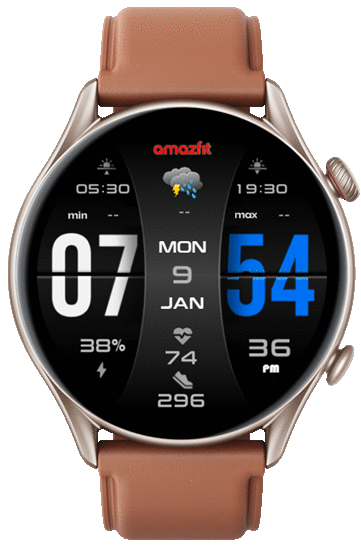 amazfit
05:30
19:30
min -- -- max --
07
MON
9
JAN
54
38%
74
36
PM
296